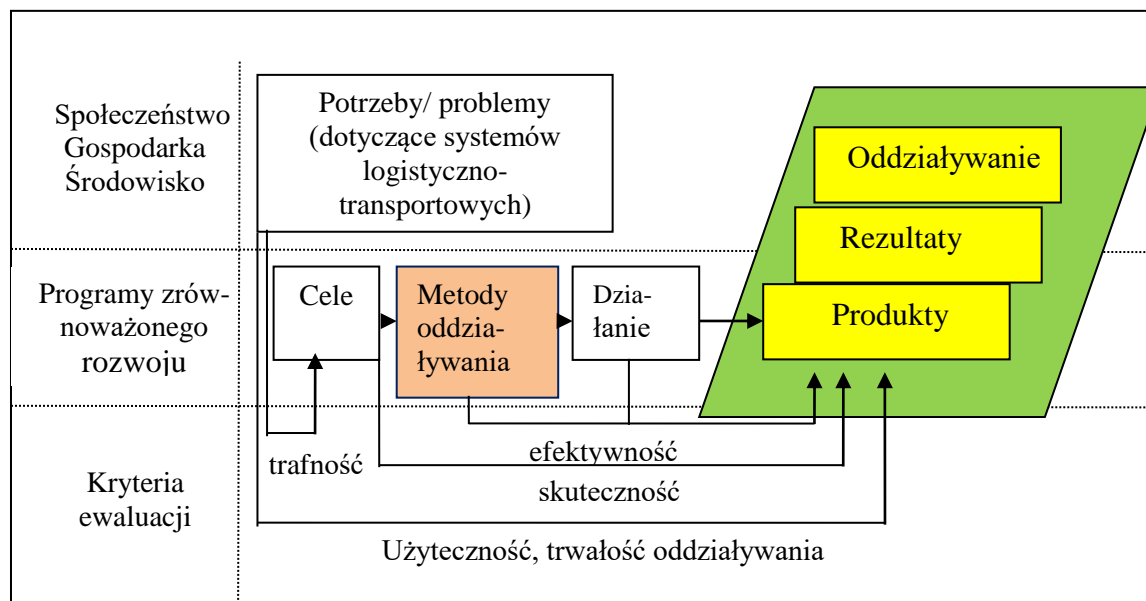 Społeczeństwo
Gospodarka
Środowisko
Potrzeby/ problemy
(dotyczące systemów
logistyczno-
transportowych)
Oddziaływanie
Rezultaty
Produkty
Programy zrów-
noważonego
rozwoju
Cele
Metody
oddzia-
ływania
Dzia-
łanie
Kryteria
ewaluacji
trafność
efektywność
skuteczność
Użyteczność, trwałość oddziaływania